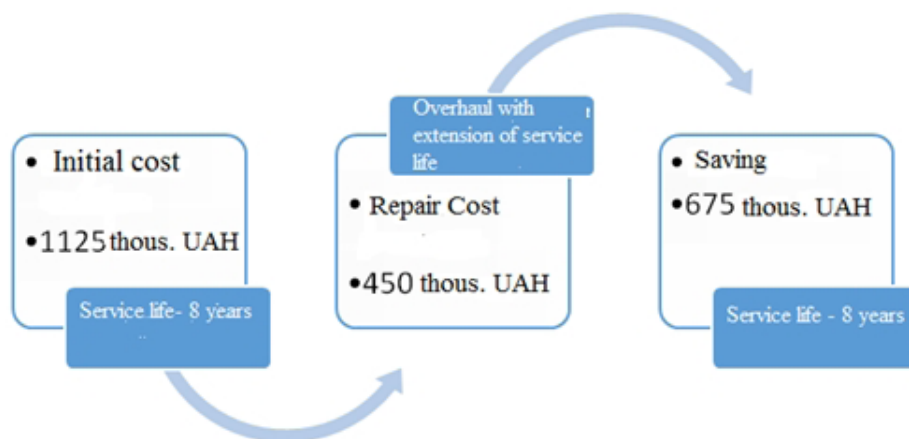 • Initial cost
•1125 thous. UAH
Service life- 8 years
Overhaul with
extension of service
life
• Repair Cost
•450 thous. UAH
• Saving
•675 thous. UAH
Service life - 8 years